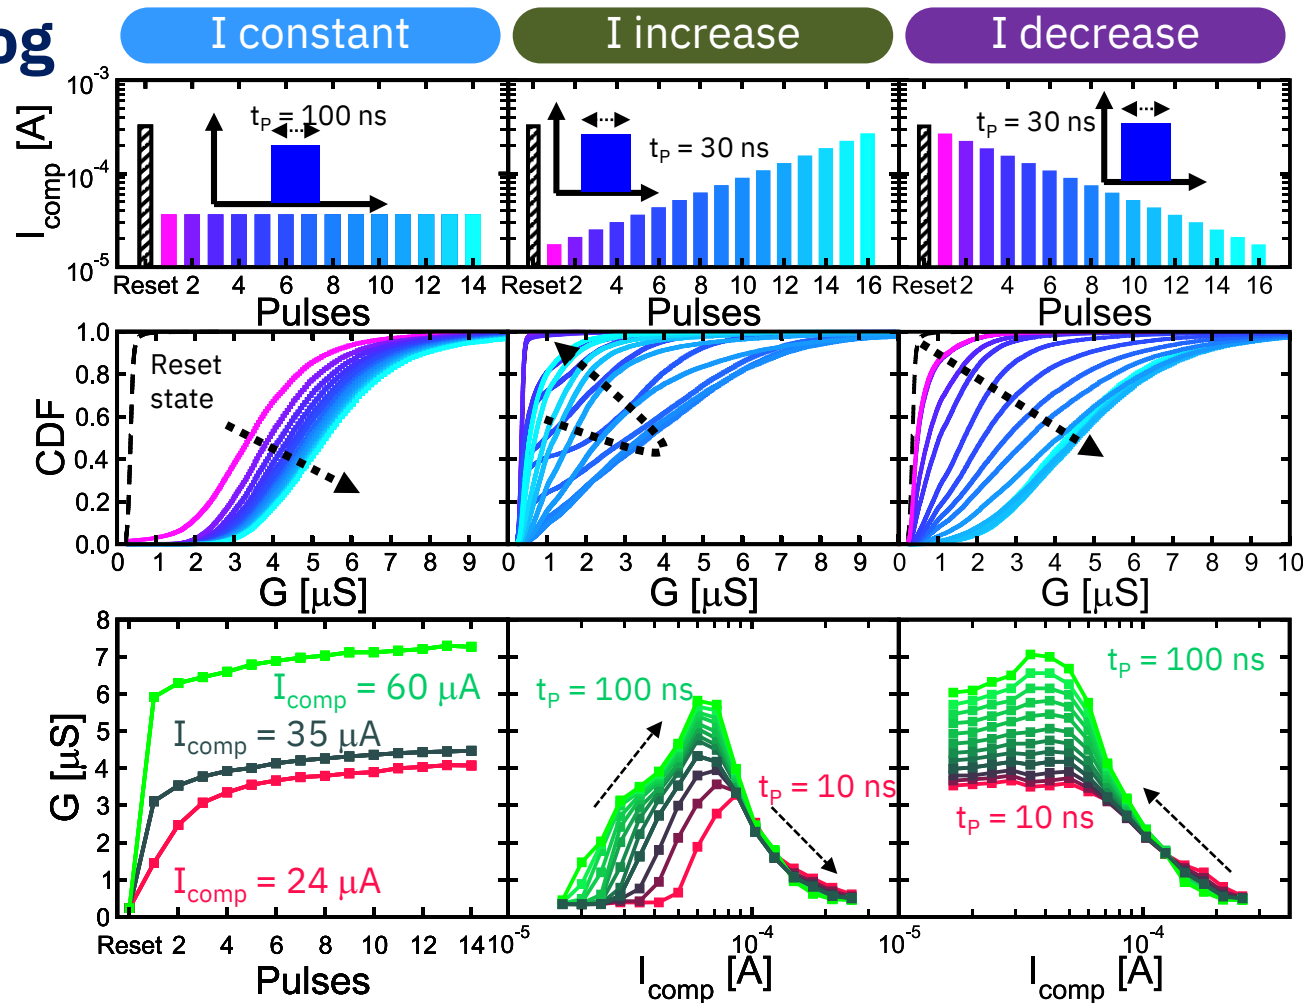 og
I constant
I increase
I decrease
I_comp [A]
10^-3
10^-4
10^-5
t_P = 100 ns
t_P = 30 ns
t_P = 30 ns
Reset 2 4 6 8 10 12 14
Reset 2 4 6 8 10 12 14 16
Reset 2 4 6 8 10 12 14 16
Pulses
Pulses
Pulses
CDF
1.0
0.8
0.6
0.4
0.2
0.0
Reset
state
0 1 2 3 4 5 6 7 8 9
0 1 2 3 4 5 6 7 8 9
0 1 2 3 4 5 6 7 8 9 10
G [μS]
G [μS]
G [μS]
G [μS]
8
7
6
5
4
3
2
1
0
I_comp = 60 μA
I_comp = 35 μA
I_comp = 24 μA
t_P = 100 ns
t_P = 10 ns
t_P = 100 ns
t_P = 10 ns
Reset 2 4 6 8 10 12 14
10^-5 10^-4
10^-5 10^-4
Pulses
I_comp [A]
I_comp [A]